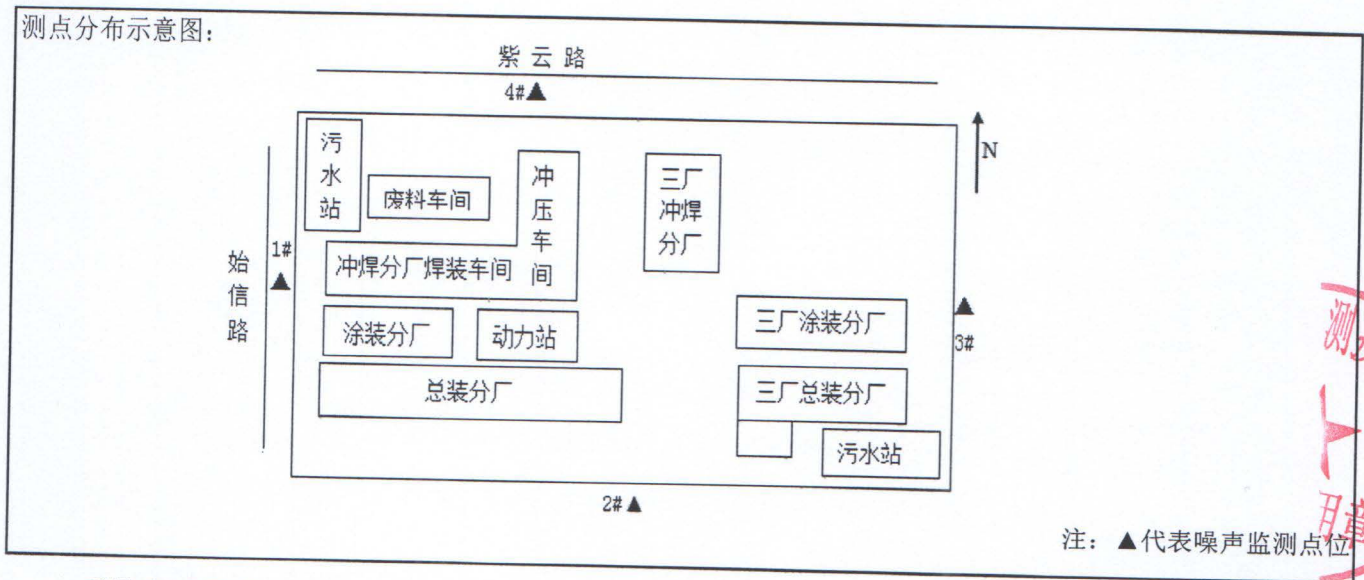 测点分布示意图：
紫云路
4#▲
N
污水站
废料车间
冲压车间
三厂冲焊分厂
始信路
1#
▲
冲焊分厂焊装车间
涂装分厂
动力站
三厂涂装分厂
▲
3#
总装分厂
三厂总装分厂
污水站
2#▲
注：▲代表噪声监测点位
测
用章